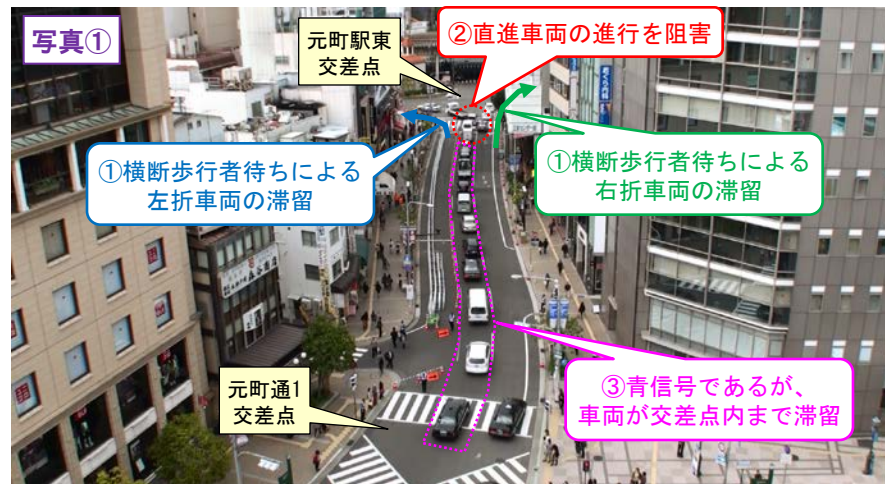 写真①
元町駅東
交差点
②直進車両の進行を阻害
①横断歩行者待ちによる
左折車両の滞留
①横断歩行者待ちによる
右折車両の滞留
元町通1
交差点
③青信号であるが、
車両が交差点内まで滞留